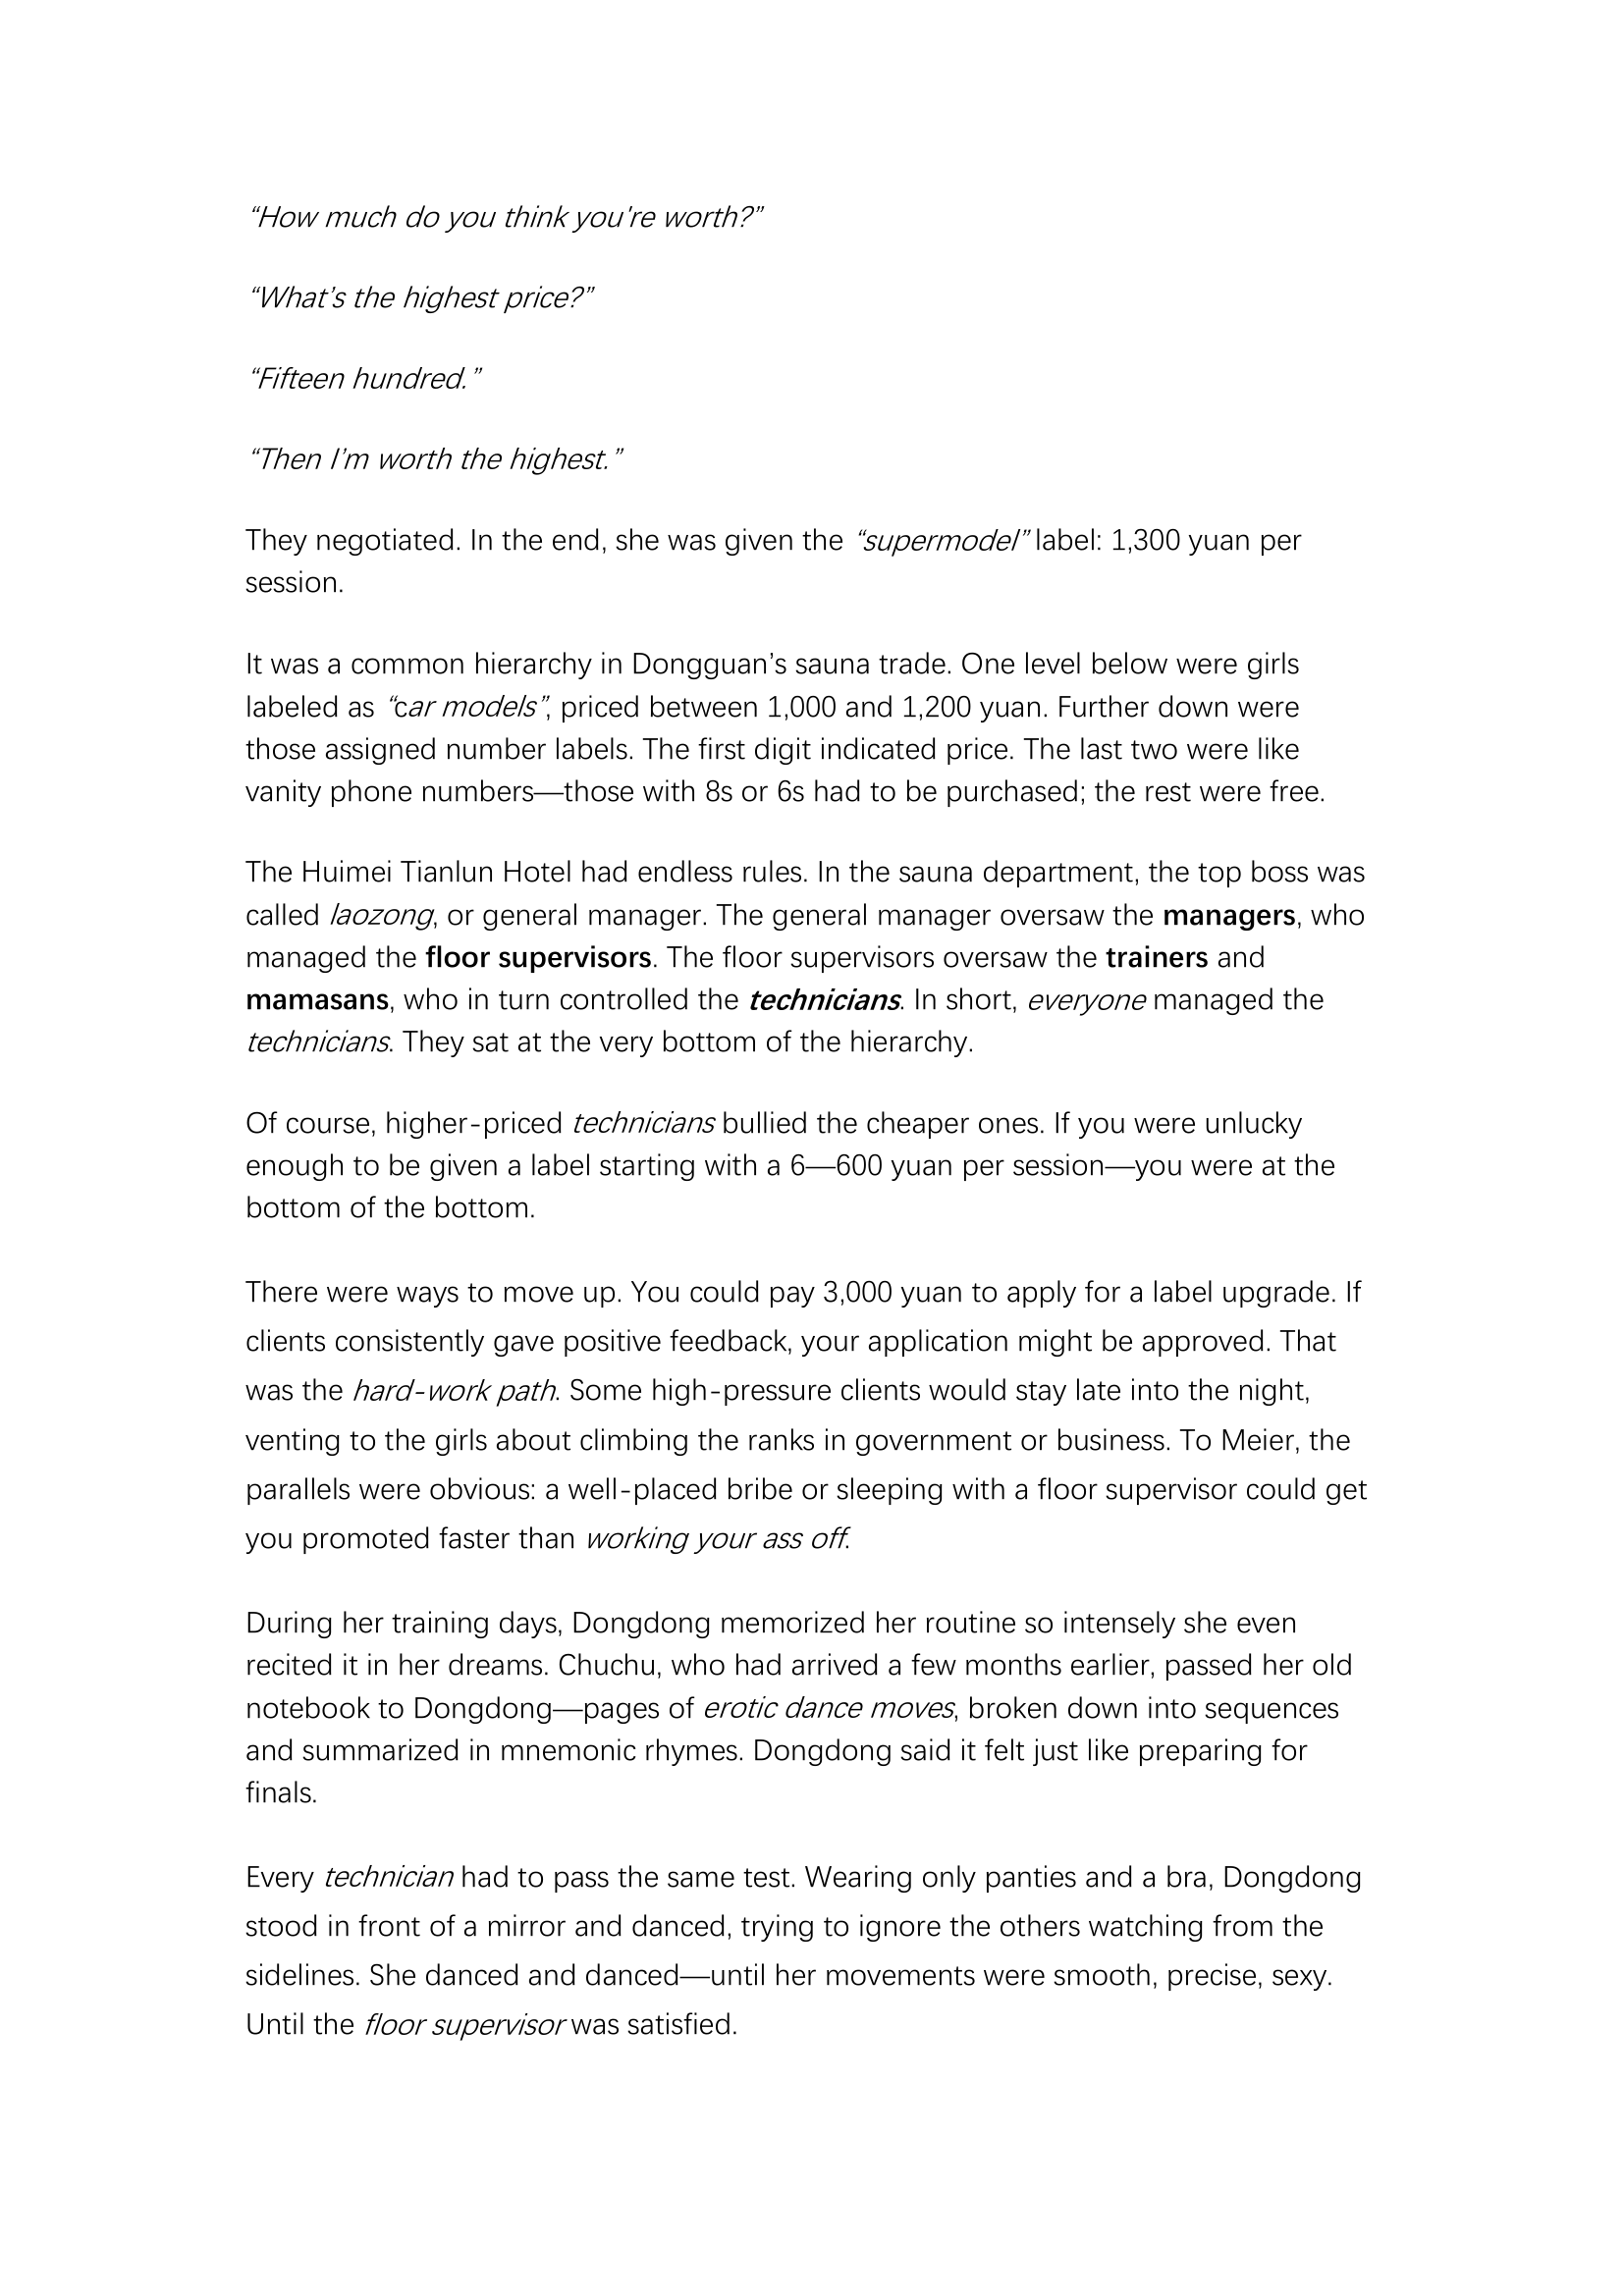 “How much do you think you're worth?”
“What’s the highest price?”
“Fifteen hundred.”
“Then I’m worth the highest.”
They negotiated. In the end, she was given the “supermodel” label: 1,300 yuan per
session.
It was a common hierarchy in Dongguan’s sauna trade. One level below were girls
labeled as “car models”, priced between 1,000 and 1,200 yuan. Further down were
those assigned number labels. The first digit indicated price. The last two were like
vanity phone numbers—those with 8s or 6s had to be purchased; the rest were free.
The Huimei Tianlun Hotel had endless rules. In the sauna department, the top boss was
called laozong, or general manager. The general manager oversaw the managers, who
managed the floor supervisors. The floor supervisors oversaw the trainers and
mamasans, who in turn controlled the technicians. In short, everyone managed the
technicians. They sat at the very bottom of the hierarchy.
Of course, higher-priced technicians bullied the cheaper ones. If you were unlucky
enough to be given a label starting with a 6—600 yuan per session—you were at the
bottom of the bottom.
There were ways to move up. You could pay 3,000 yuan to apply for a label upgrade. If
clients consistently gave positive feedback, your application might be approved. That
was the hard-work path. Some high-pressure clients would stay late into the night,
venting to the girls about climbing the ranks in government or business. To Meier, the
parallels were obvious: a well-placed bribe or sleeping with a floor supervisor could get
you promoted faster than working your ass off.
During her training days, Dongdong memorized her routine so intensely she even
recited it in her dreams. Chuchu, who had arrived a few months earlier, passed her old
notebook to Dongdong—pages of erotic dance moves, broken down into sequences
and summarized in mnemonic rhymes. Dongdong said it felt just like preparing for
finals.
Every technician had to pass the same test. Wearing only panties and a bra, Dongdong
stood in front of a mirror and danced, trying to ignore the others watching from the
sidelines. She danced and danced—until her movements were smooth, precise, sexy.
Until the floor supervisor was satisfied.